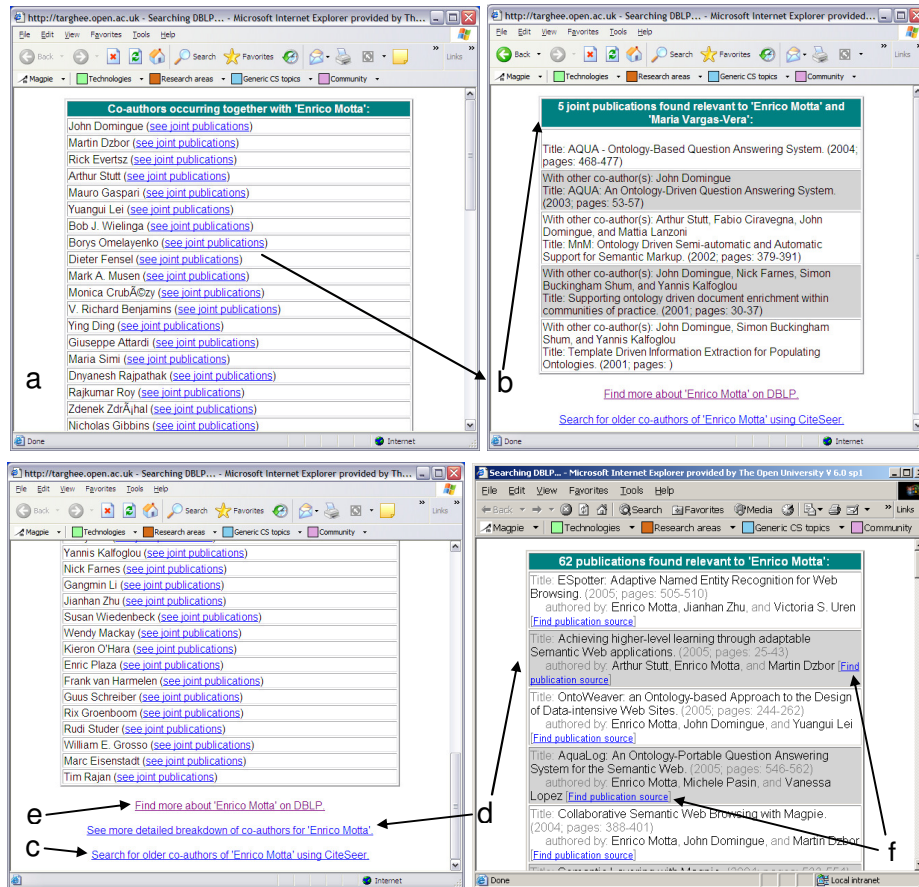 http://targhee.open.ac.uk - Searching DBLP... - Microsoft Internet Explorer provided by Th...
File Edit View Favorites Tools Help
Back Search Favorites Links
Magpie Technologies Research areas Generic CS topics Community
Co-authors occurring together with 'Enrico Motta':
John Domingue (see joint publications)
Martin Dzbor (see joint publications)
Rick Evertsz (see joint publications)
Arthur Stutt (see joint publications)
Mauro Gaspari (see joint publications)
Yuangui Lei (see joint publications)
Bob J. Wielinga (see joint publications)
Borys Omelayenko (see joint publications)
Dieter Fensel (see joint publications)
Mark A. Musen (see joint publications)
Monica CrubÃ©zy (see joint publications)
V. Richard Benjamins (see joint publications)
Ying Ding (see joint publications)
Giuseppe Attardi (see joint publications)
Maria Simi (see joint publications)
Dnyanesh Rajpathak (see joint publications)
Rajkumar Roy (see joint publications)
Zdenek ZdrÃ¡hal (see joint publications)
Nicholas Gibbins (see joint publications)
a
Done Internet
http://targhee.open.ac.uk - Searching DBLP... - Microsoft Internet Explorer provided...
File Edit View Favorites Tools Help
Back Search Favorites Links
Magpie Technologies Research areas Generic CS topics Community
5 joint publications found relevant to 'Enrico Motta' and
'Maria Vargas-Vera':
Title: AQUA - Ontology-Based Question Answering System. (2004;
pages: 468-477)
With other co-author(s): John Domingue
Title: AQUA: An Ontology-Driven Question Answering System.
(2003; pages: 53-57)
With other co-author(s): Arthur Stutt, Fabio Ciravegna, John
Domingue, and Mattia Lanzoni
Title: MnM: Ontology Driven Semi-automatic and Automatic
Support for Semantic Markup. (2002; pages: 379-391)
With other co-author(s): John Domingue, Nick Farnes, Simon
Buckingham Shum, and Yannis Kalfoglou
Title: Supporting ontology driven document enrichment within
communities of practice. (2001; pages: 30-37)
With other co-author(s): John Domingue, Simon Buckingham
Shum, and Yannis Kalfoglou
Title: Template Driven Information Extraction for Populating
Ontologies. (2001; pages: )
b
Find more about 'Enrico Motta' on DBLP.
Search for older co-authors of 'Enrico Motta' using CiteSeer.
Done Internet
http://targhee.open.ac.uk - Searching DBLP... - Microsoft Internet Explorer provided by Th...
File Edit View Favorites Tools Help
Back Search Favorites Links
Magpie Technologies Research areas Generic CS topics Community
Yannis Kalfoglou (see joint publications)
Nick Farnes (see joint publications)
Gangmin Li (see joint publications)
Jianhan Zhu (see joint publications)
Susan Wiedenbeck (see joint publications)
Wendy Mackay (see joint publications)
Kieron O'Hara (see joint publications)
Enric Plaza (see joint publications)
Frank van Harmelen (see joint publications)
Guus Schreiber (see joint publications)
Rix Groenboom (see joint publications)
Rudi Studer (see joint publications)
William E. Grosso (see joint publications)
Marc Eisenstadt (see joint publications)
Tim Rajan (see joint publications)
e
Find more about 'Enrico Motta' on DBLP.
See more detailed breakdown of co-authors for 'Enrico Motta'.
c
Search for older co-authors of 'Enrico Motta' using CiteSeer.
Internet
Searching DBLP... - Microsoft Internet Explorer provided by The Open University V 6.0 sp1
File Edit View Favorites Tools Help
Back Search Favorites Media Links
Magpie Technologies Research areas Generic CS topics Community
62 publications found relevant to 'Enrico Motta':
Title: ESpotter: Adaptive Named Entity Recognition for Web
Browsing. (2005; pages: 505-510)
authored by: Enrico Motta, Jianhan Zhu, and Victoria S. Uren
[Find publication source]
Title: Achieving higher-level learning through adaptable
Semantic Web applications. (2005; pages: 25-43)
authored by: Arthur Stutt, Enrico Motta, and Martin Dzbor [Find
publication source]
Title: OntoWeaver: an Ontology-based Approach to the Design
of Data-intensive Web Sites. (2005; pages: 244-262)
authored by: Enrico Motta, John Domingue, and Yuangui Lei
[Find publication source]
Title: AquaLog: An Ontology-Portable Question Answering
System for the Semantic Web. (2005; pages: 546-562)
authored by: Enrico Motta, Michele Pasin, and Vanessa
Lopez [Find publication source]
Title: Collaborative Semantic Web Browsing with Magpie.
(2004; pages: 388-401)
authored by: Enrico Motta, John Domingue, and Martin Dzbor
[Find publication source]
d
f
Done Local intranet